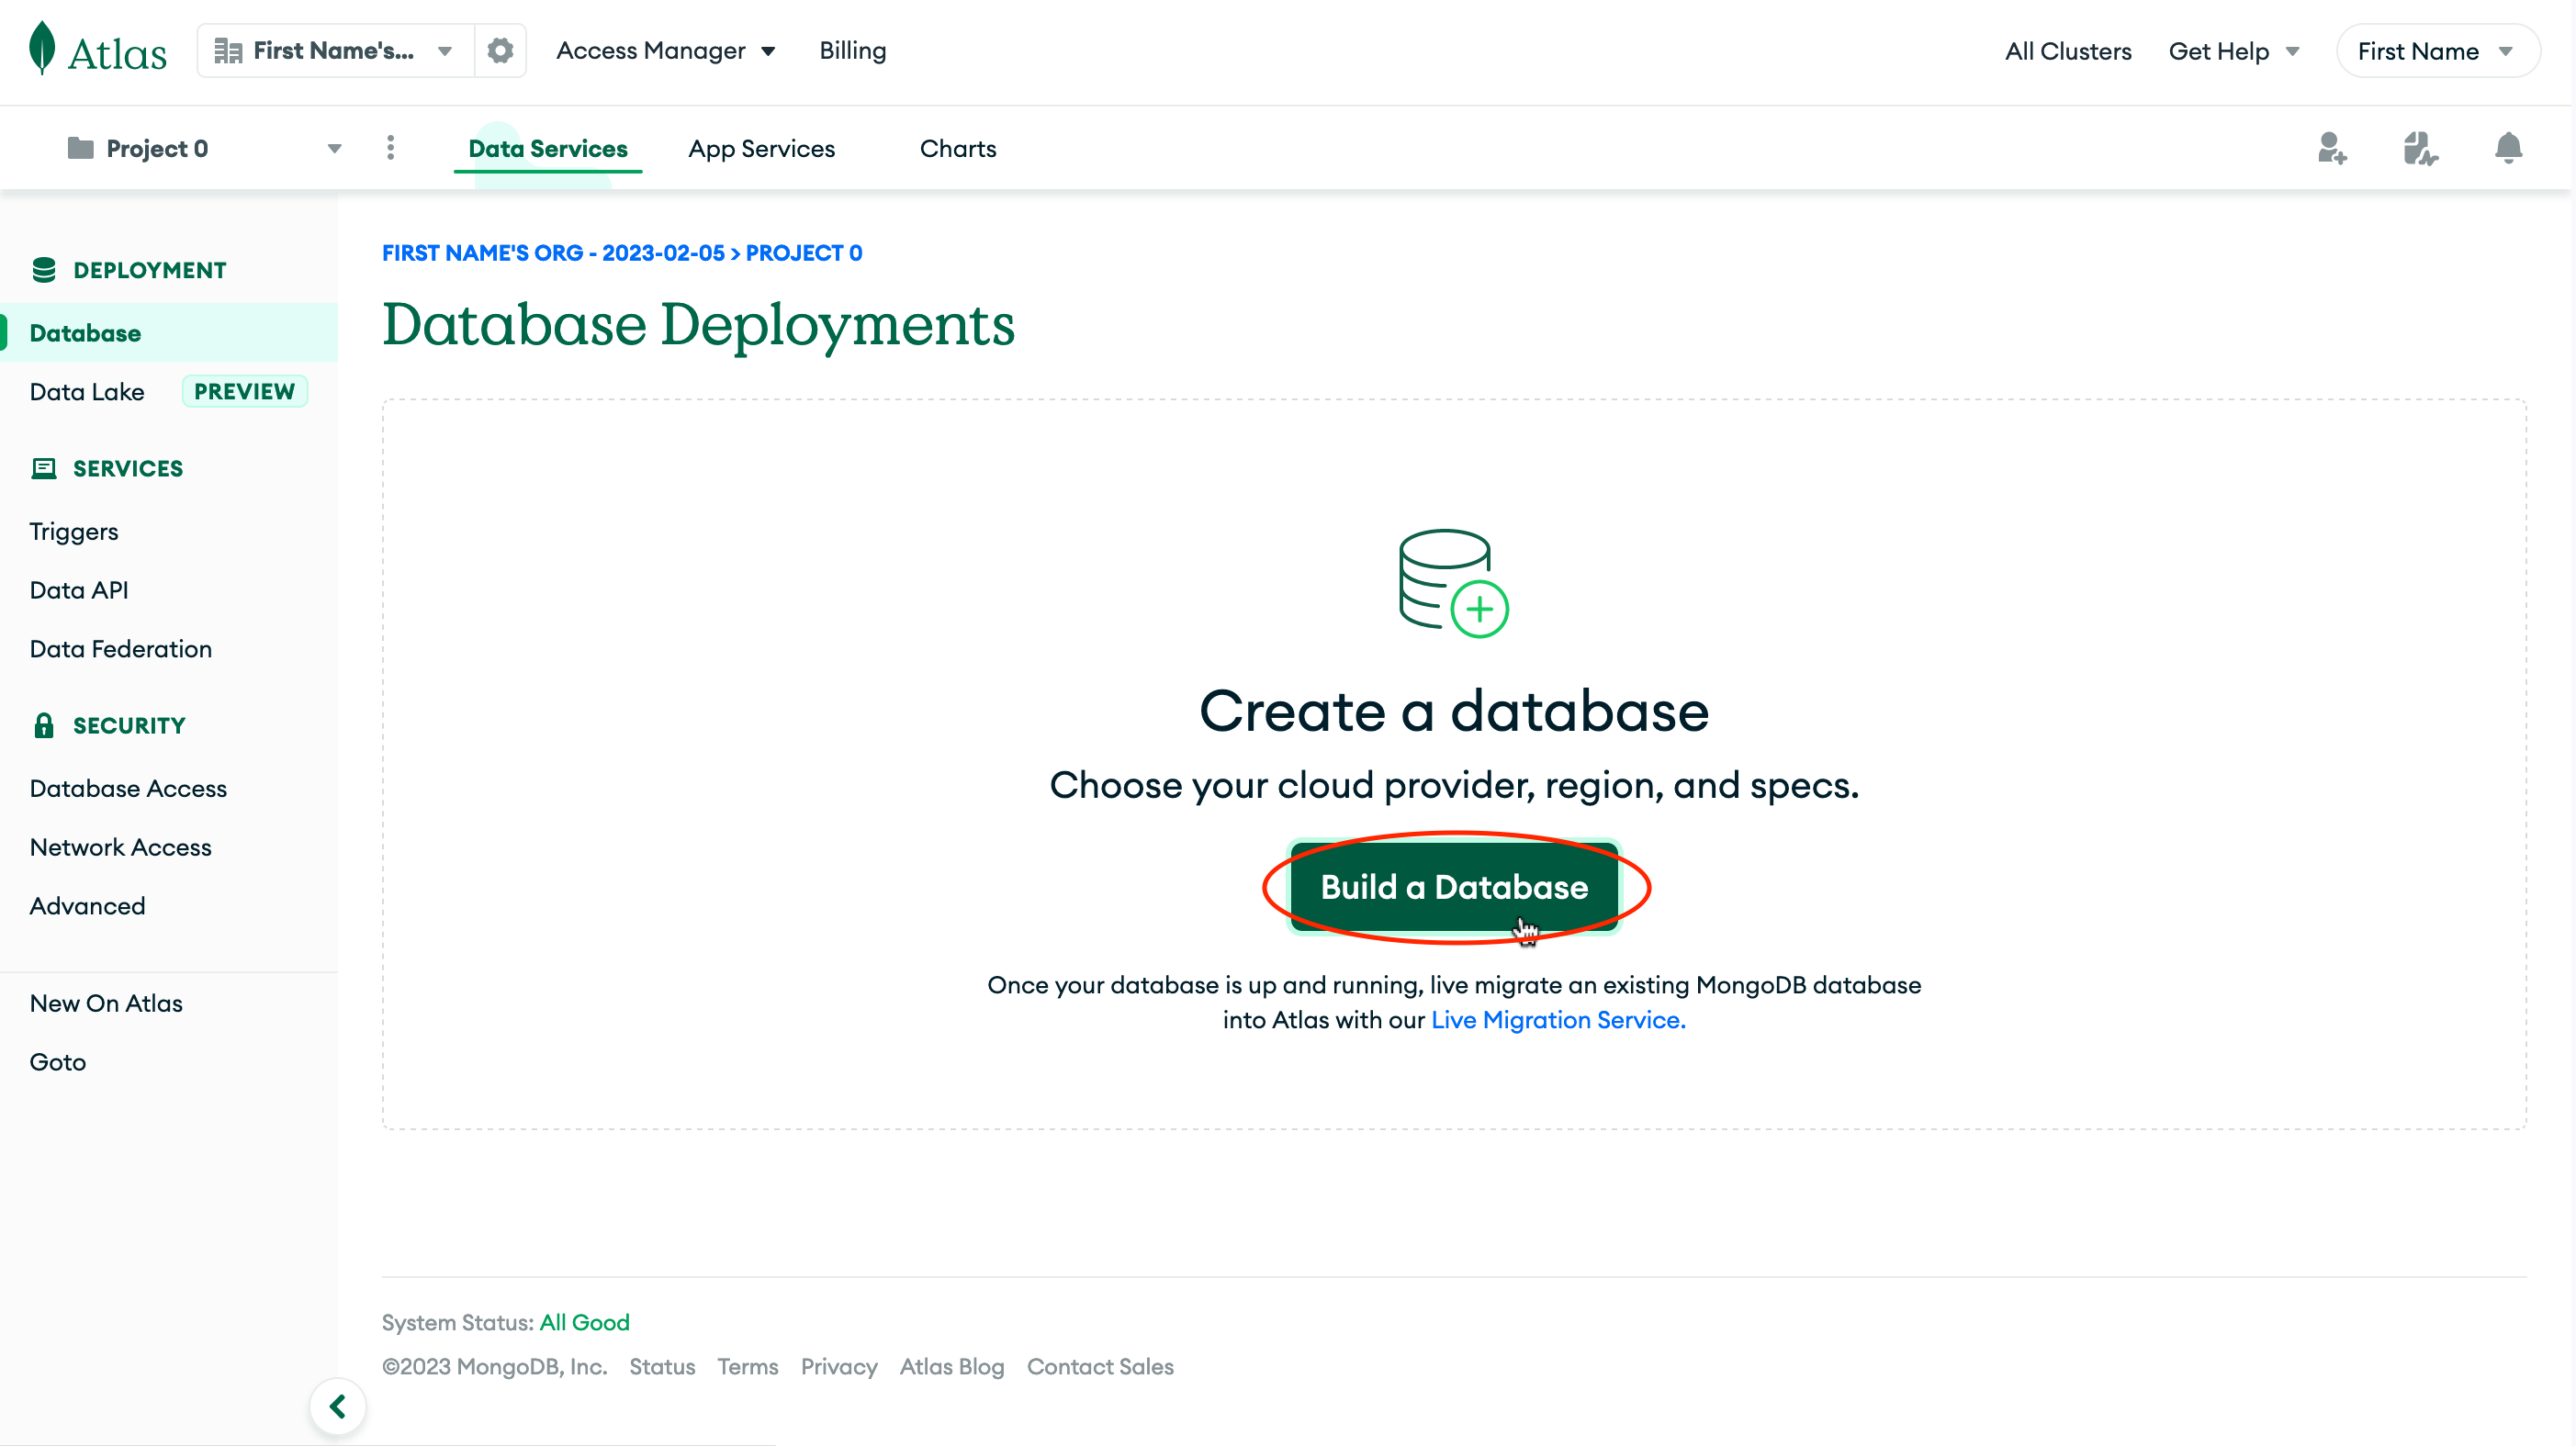 Atlas
First Name's...
Access Manager
Billing
All Clusters
Get Help
First Name
Project 0
Data Services
App Services
Charts
DEPLOYMENT
Database
Data Lake PREVIEW
SERVICES
Triggers
Data API
Data Federation
SECURITY
Database Access
Network Access
Advanced
New On Atlas
Goto
FIRST NAME'S ORG - 2023-02-05 > PROJECT 0
Database Deployments
Create a database
Choose your cloud provider, region, and specs.
Build a Database
Once your database is up and running, live migrate an existing MongoDB database
into Atlas with our Live Migration Service.
System Status: All Good
©2023 MongoDB, Inc. Status Terms Privacy Atlas Blog Contact Sales